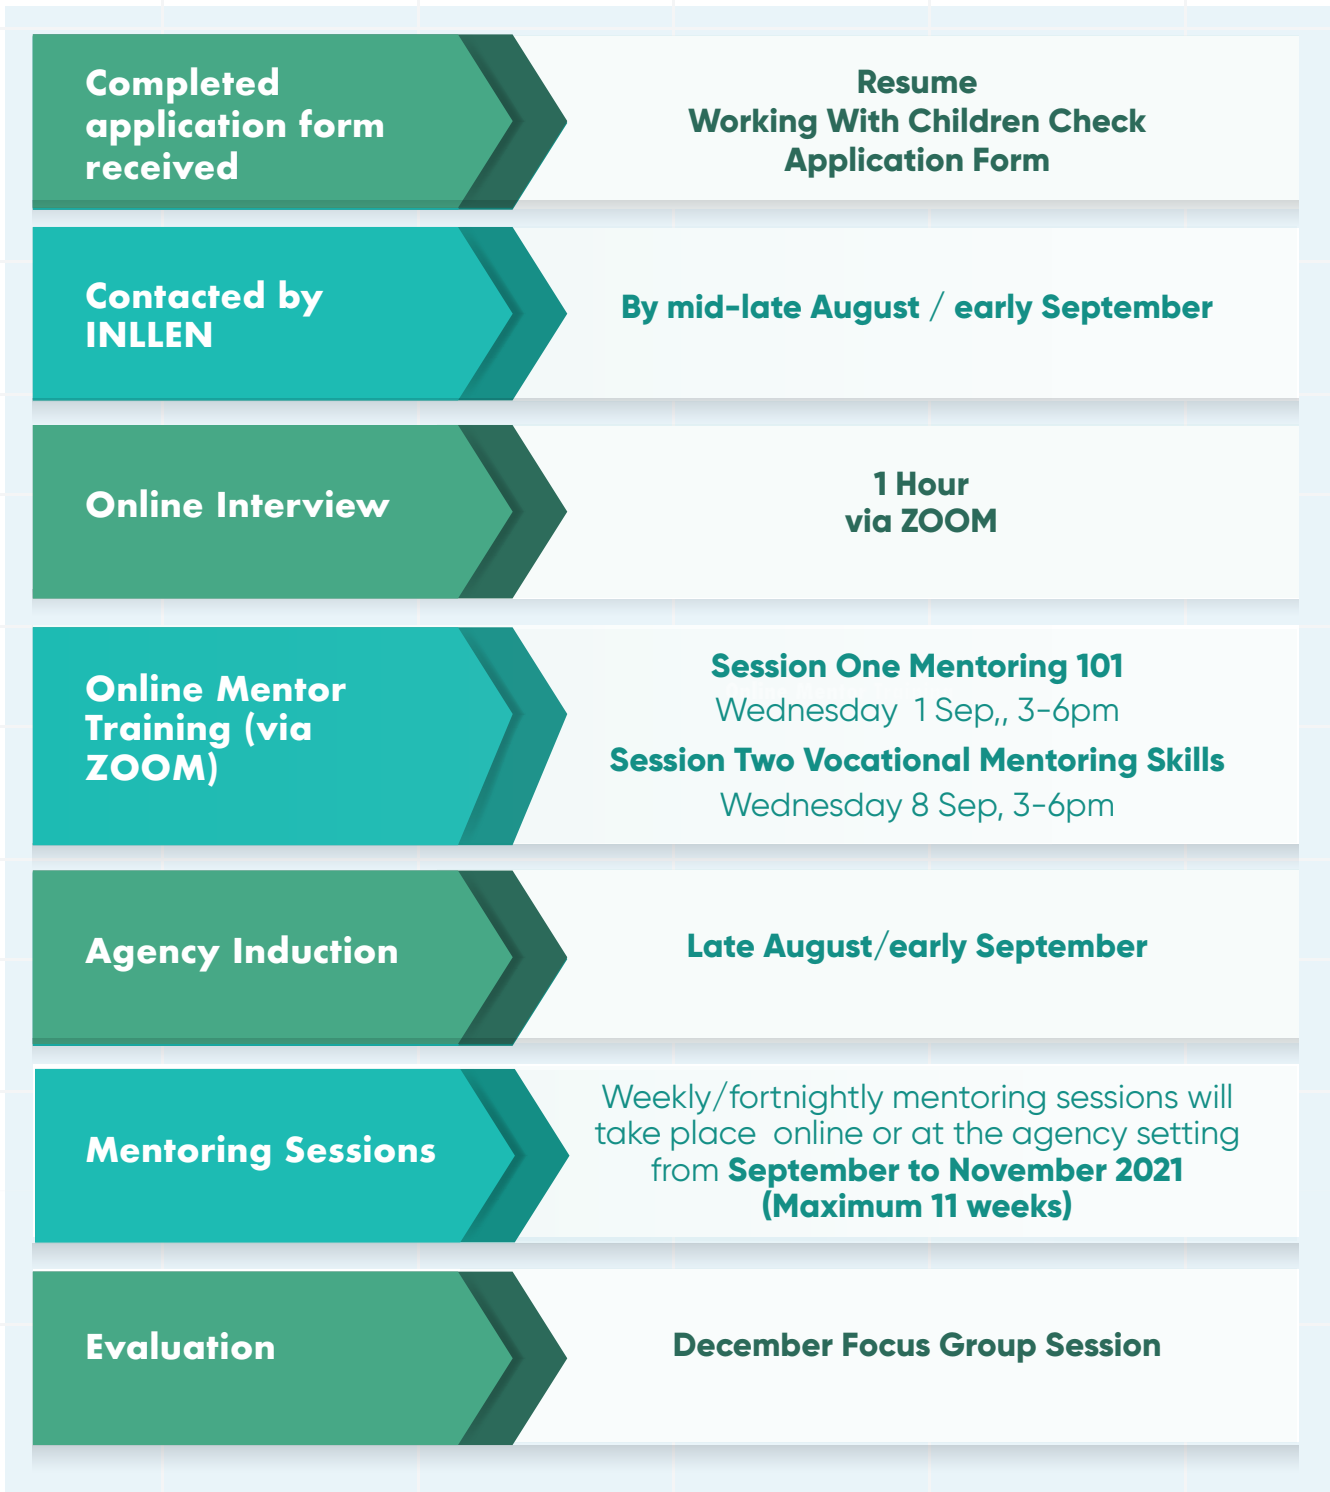 Completed
application form
received
Resume
Working With Children Check
Application Form
Contacted by
INLLEN
By mid-late August / early September
Online Interview
1 Hour
via ZOOM
Online Mentor
Training (via
ZOOM)
Session One Mentoring 101
Wednesday  1 Sep,, 3-6pm
Session Two Vocational Mentoring Skills
Wednesday 8 Sep, 3-6pm
Agency Induction
Late August/early September
Mentoring Sessions
Weekly/fortnightly mentoring sessions will
take place  online or at the agency setting
from September to November 2021
(Maximum 11 weeks)
Evaluation
December Focus Group Session